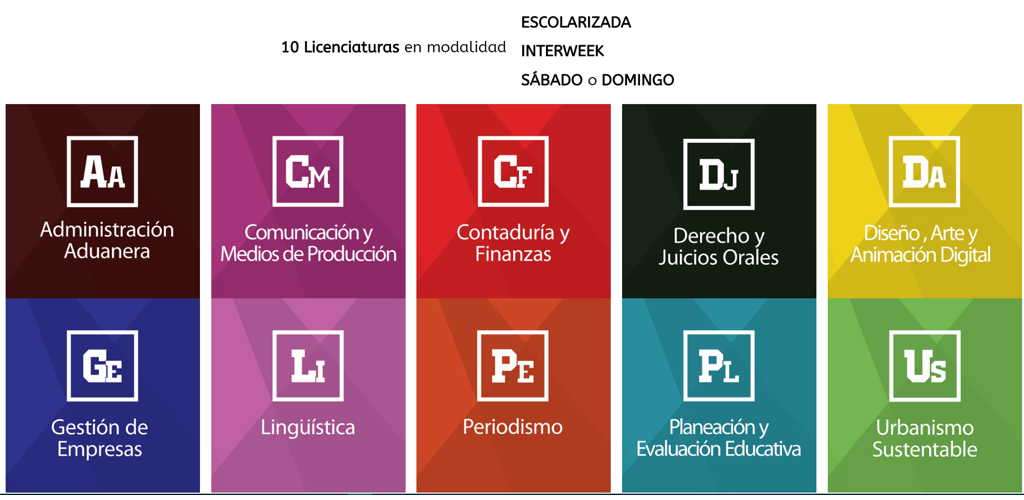 ESCOLARIZADA
10 Licenciaturas en modalidad
INTERWEEK
SÁBADO o DOMINGO
AA
Administración
Aduanera
CM
Comunicación y
Medios de Producción
CF
Contaduría y
Finanzas
DJ
Derecho y
Juicios Orales
DA
Diseño , Arte y
Animación Digital
GE
Gestión de
Empresas
LI
Lingüística
PE
Periodismo
PL
Planeación y
Evaluación Educativa
US
Urbanismo
Sustentable